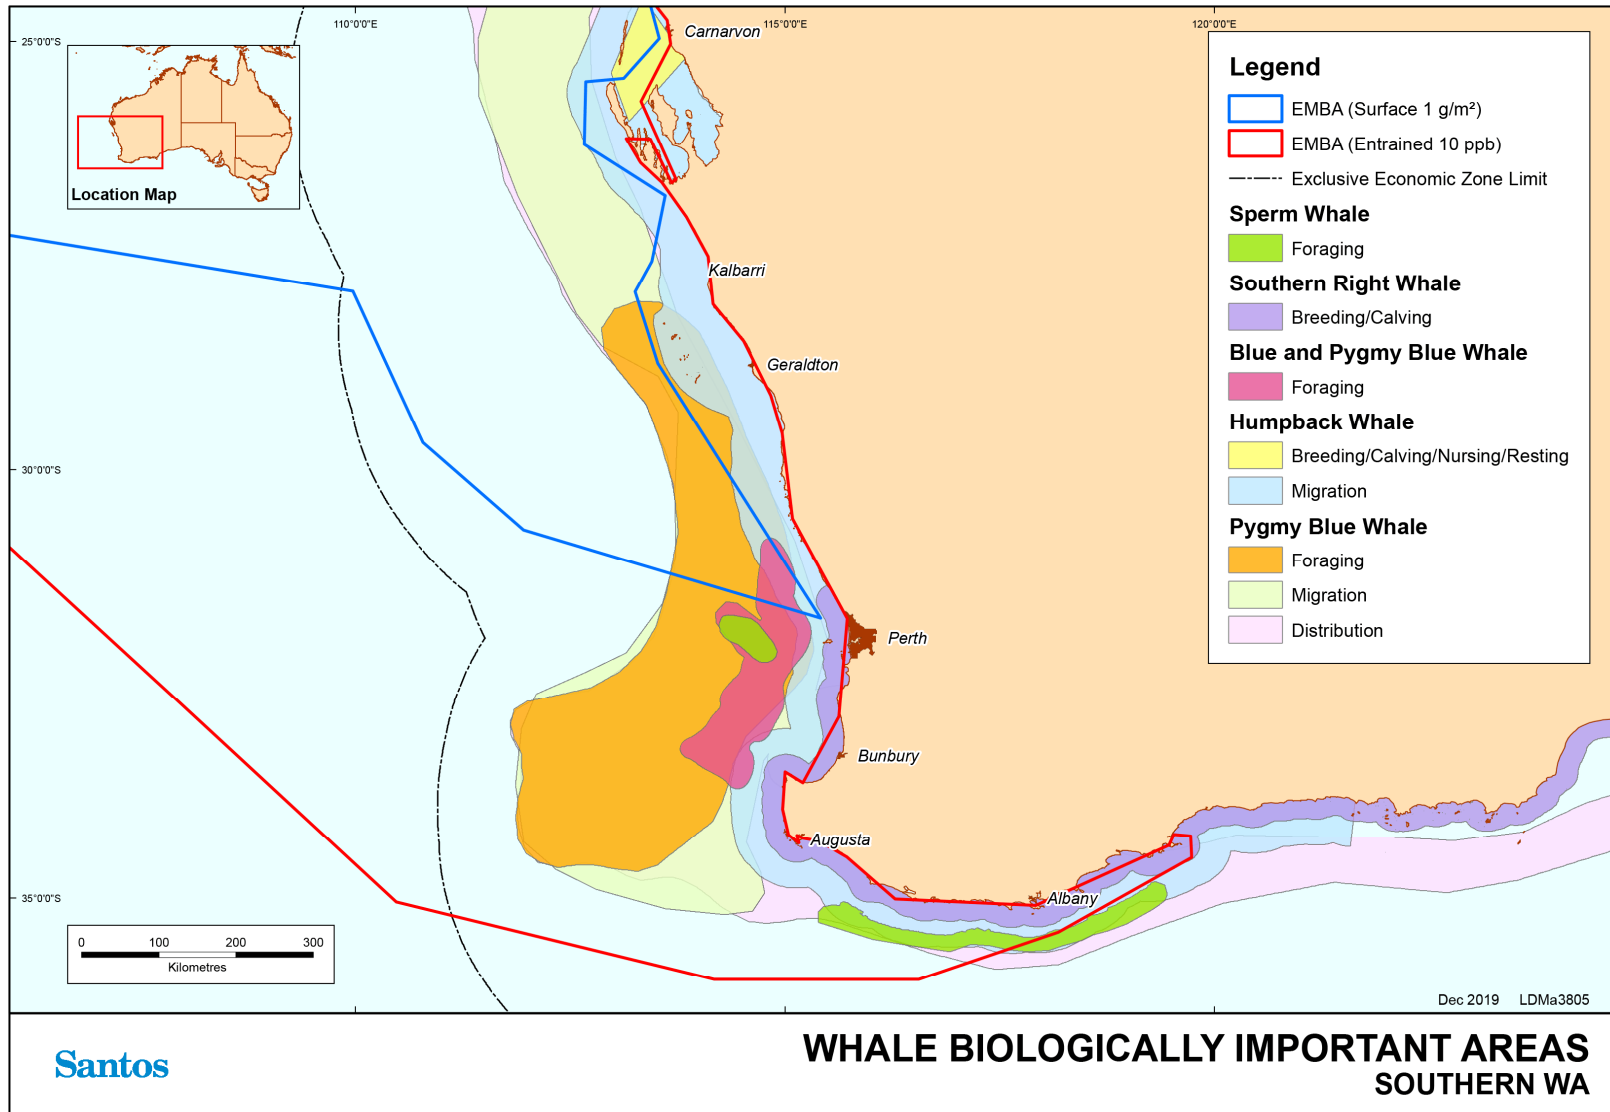 110°0'0"E
115°0'0"E
120°0'0"E
25°0'0"S
30°0'0"S
35°0'0"S
Location Map
Carnarvon
Kalbarri
Geraldton
Perth
Bunbury
Augusta
Albany
Legend
EMBA (Surface 1 g/m²)
EMBA (Entrained 10 ppb)
Exclusive Economic Zone Limit
Sperm Whale
Foraging
Southern Right Whale
Breeding/Calving
Blue and Pygmy Blue Whale
Foraging
Humpback Whale
Breeding/Calving/Nursing/Resting
Migration
Pygmy Blue Whale
Foraging
Migration
Distribution
0 100 200 300
Kilometres
Dec 2019 LDMa3805
Santos
WHALE BIOLOGICALLY IMPORTANT AREAS
SOUTHERN WA